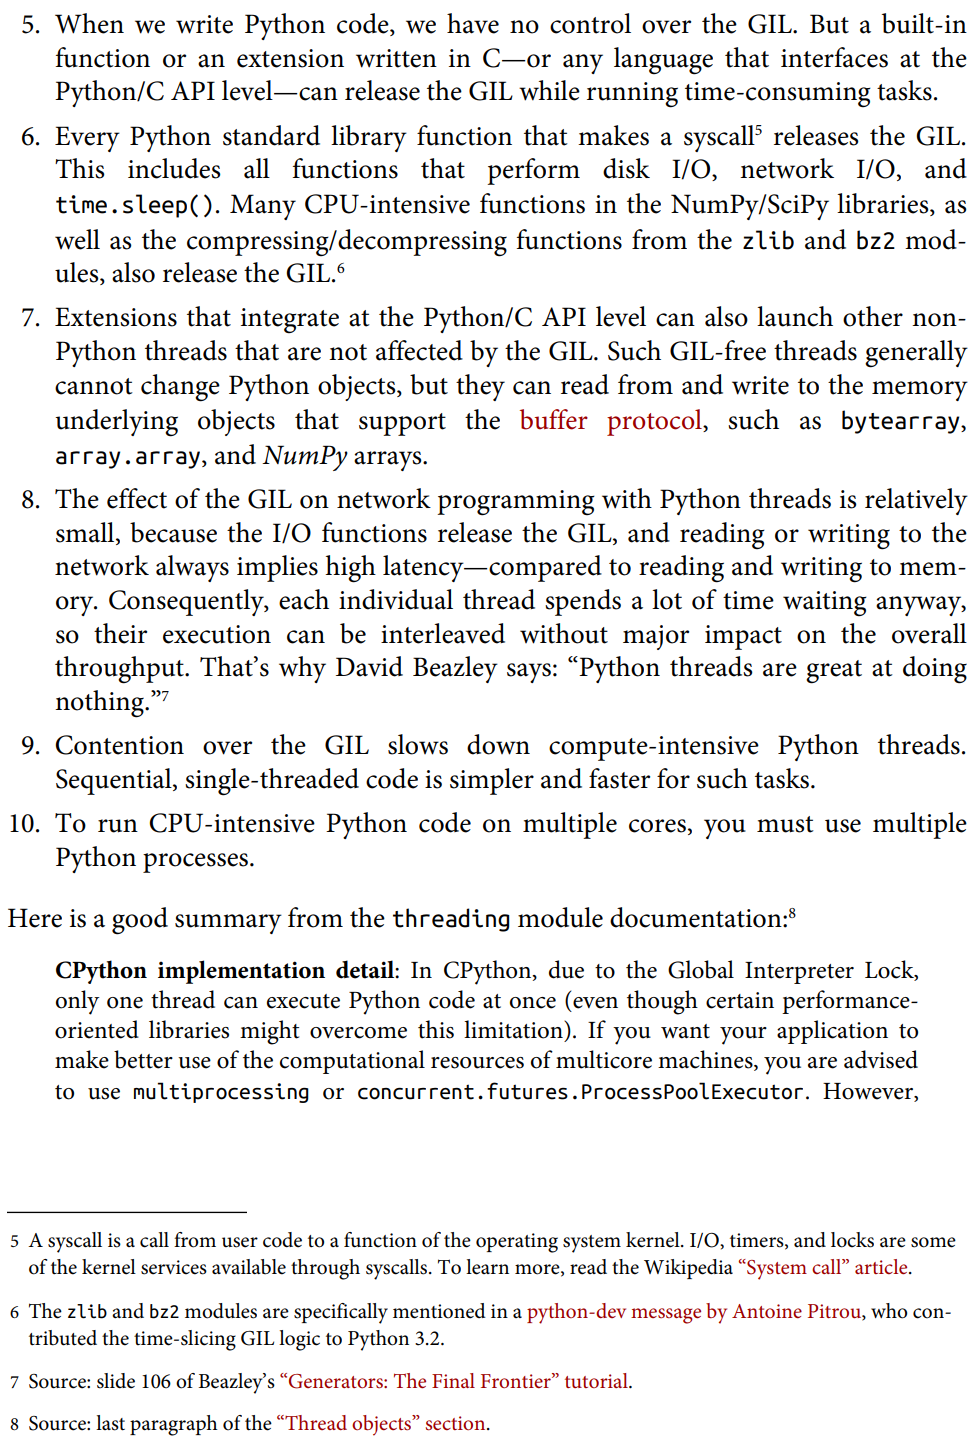 5. When we write Python code, we have no control over the GIL. But a built-in
function or an extension written in C—or any language that interfaces at the
Python/C API level—can release the GIL while running time-consuming tasks.
6. Every Python standard library function that makes a syscall⁵ releases the GIL.
This includes all functions that perform disk I/O, network I/O, and
time.sleep(). Many CPU-intensive functions in the NumPy/SciPy libraries, as
well as the compressing/decompressing functions from the zlib and bz2 mod-
ules, also release the GIL.⁶
7. Extensions that integrate at the Python/C API level can also launch other non-
Python threads that are not affected by the GIL. Such GIL-free threads generally
cannot change Python objects, but they can read from and write to the memory
underlying objects that support the buffer protocol, such as bytearray,
array.array, and NumPy arrays.
8. The effect of the GIL on network programming with Python threads is relatively
small, because the I/O functions release the GIL, and reading or writing to the
network always implies high latency—compared to reading and writing to mem-
ory. Consequently, each individual thread spends a lot of time waiting anyway,
so their execution can be interleaved without major impact on the overall
throughput. That’s why David Beazley says: “Python threads are great at doing
nothing.”⁷
9. Contention over the GIL slows down compute-intensive Python threads.
Sequential, single-threaded code is simpler and faster for such tasks.
10. To run CPU-intensive Python code on multiple cores, you must use multiple
Python processes.
Here is a good summary from the threading module documentation:⁸
CPython implementation detail: In CPython, due to the Global Interpreter Lock,
only one thread can execute Python code at once (even though certain performance-
oriented libraries might overcome this limitation). If you want your application to
make better use of the computational resources of multicore machines, you are advised
to use multiprocessing or concurrent.futures.ProcessPoolExecutor. However,
5 A syscall is a call from user code to a function of the operating system kernel. I/O, timers, and locks are some
of the kernel services available through syscalls. To learn more, read the Wikipedia “System call” article.
6 The zlib and bz2 modules are specifically mentioned in a python-dev message by Antoine Pitrou, who con-
tributed the time-slicing GIL logic to Python 3.2.
7 Source: slide 106 of Beazley’s “Generators: The Final Frontier” tutorial.
8 Source: last paragraph of the “Thread objects” section.